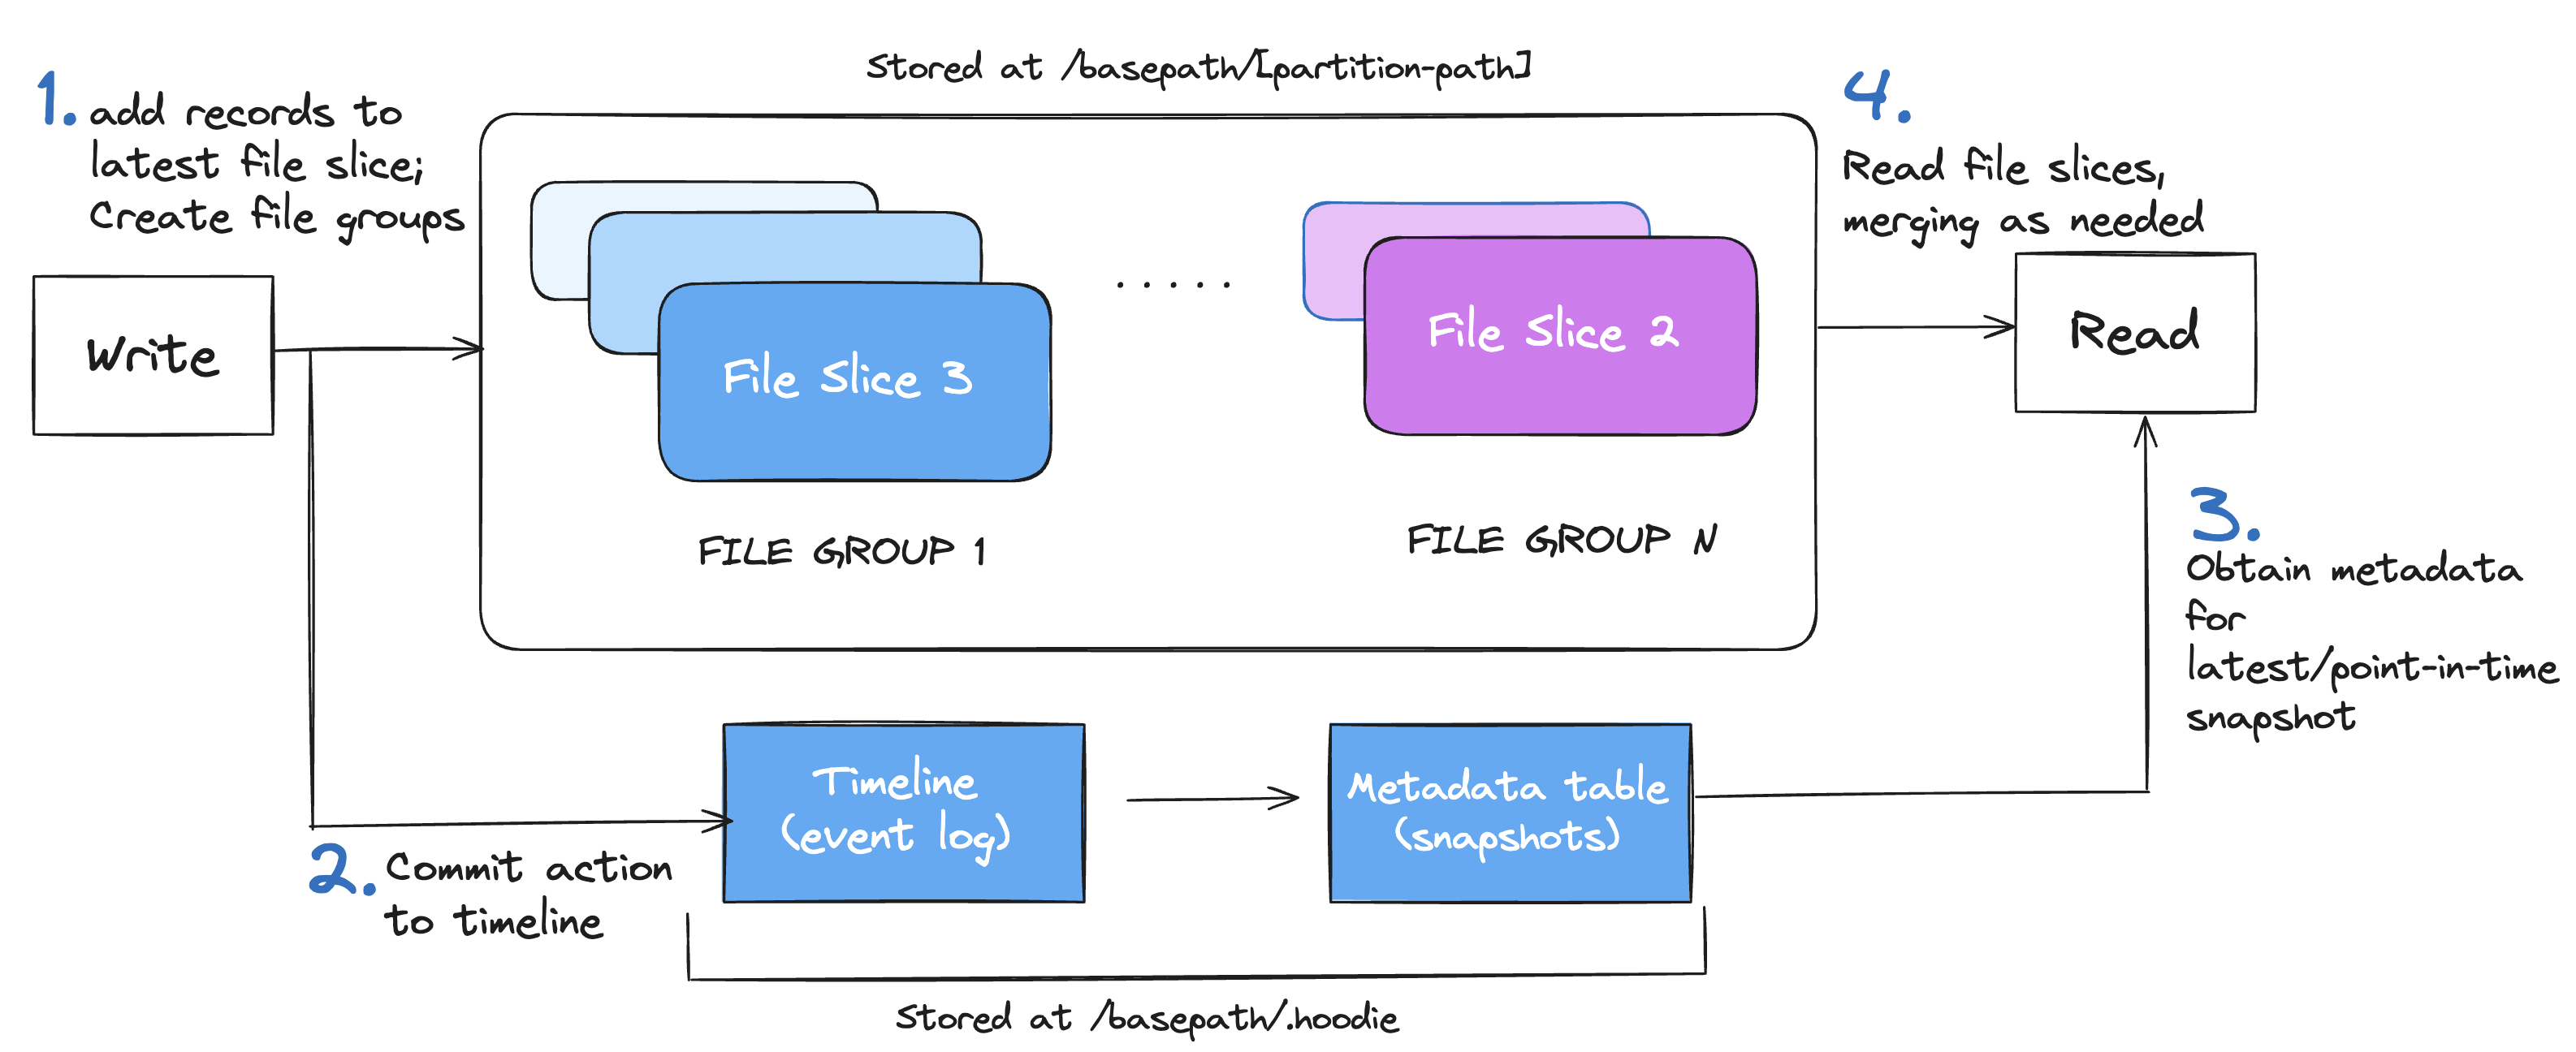 Stored at /basepath/[partition-path]
1.
add records to
latest file slice;
Create file groups
Write
File Slice 3
FILE GROUP 1
.....
File Slice 2
FILE GROUP N
4.
Read file slices,
merging as needed
Read
3.
Obtain metadata
for
latest/point-in-time
snapshot
2.
Commit action
to timeline
Timeline
(event log)
Metadata table
(snapshots)
Stored at /basepath/.hoodie